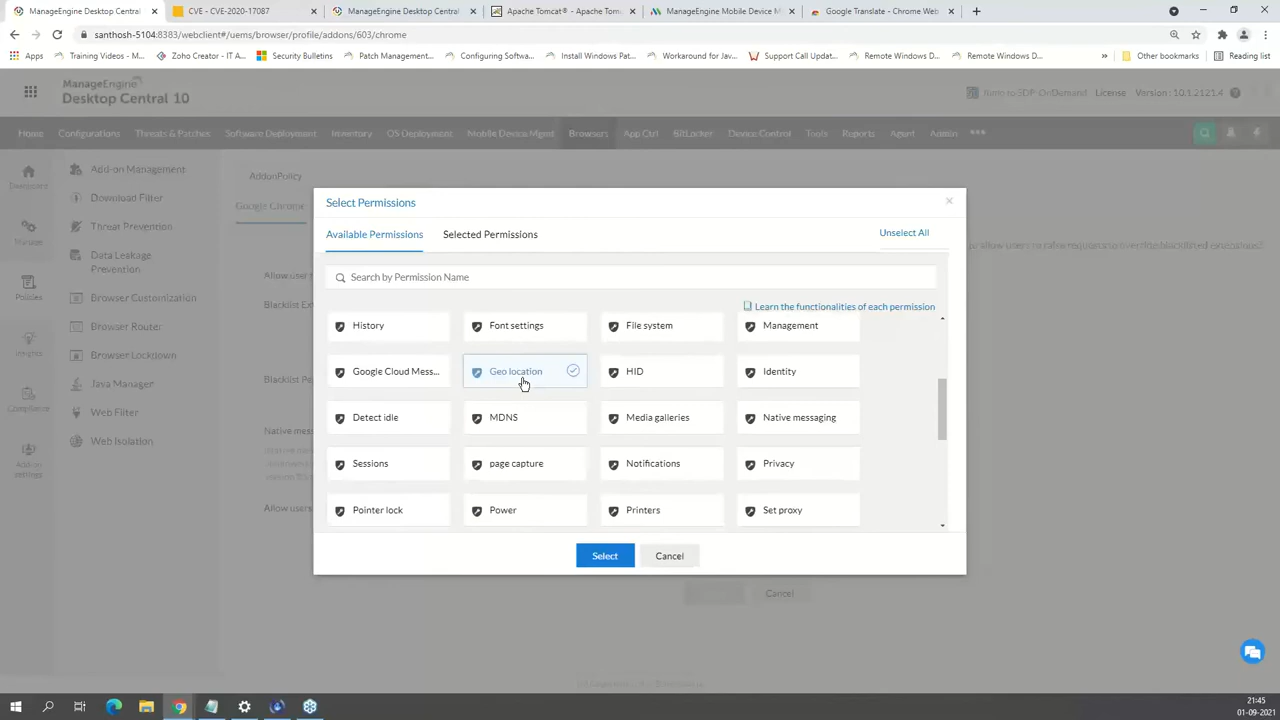 ManageEngine Desktop Central
CVE - CVE-2020-17087
ManageEngine Desktop Central
Apache Tomcat® - Apache Tom
ManageEngine Mobile Device M
Google Translate - Chrome Web
santhosh-5104:8383/webclient#/uems/browser/profile/addons/603/chrome
Apps
Training Videos - M...
Zoho Creator - IT A
Security Bulletins
Patch Management...
Configuring Softwa...
Install Windows Pat...
Workaround for Jav...
Support Call Updat...
Remote Windows D...
Remote Windows D...
»
Other bookmarks
Reading list
ManageEngine
Desktop Central 10
Jump to SDP OnDemand
License
Version : 10.1.2121.4
Home
Configurations
Threats & Patches
Software Deployment
Inventory
OS Deployment
Mobile Device Mgmt
Browsers
App Ctrl
BitLocker
Device Control
Tools
Reports
Agent
Admin
Dashboard
Manage
Policies
Insights
Compliance
Add-on
settings
Add-on Management
Download Filter
Threat Prevention
Data Leakage
Prevention
Browser Customization
Browser Router
Browser Lockdown
Java Manager
Web Filter
Web Isolation
AddonPolicy
Google Chrome
Allow user
Blacklist Ex
Blacklist Pe
Native mes
Allow users
Select Permissions
Available Permissions
Selected Permissions
Unselect All
Search by Permission Name
Learn the functionalities of each permission
History
Font settings
File system
Management
Google Cloud Mess...
Geo location
HID
Identity
Detect idle
MDNS
Media galleries
Native messaging
Sessions
page capture
Notifications
Privacy
Pointer lock
Power
Printers
Set proxy
Select
Cancel
Cancel
21:45
01-09-2021